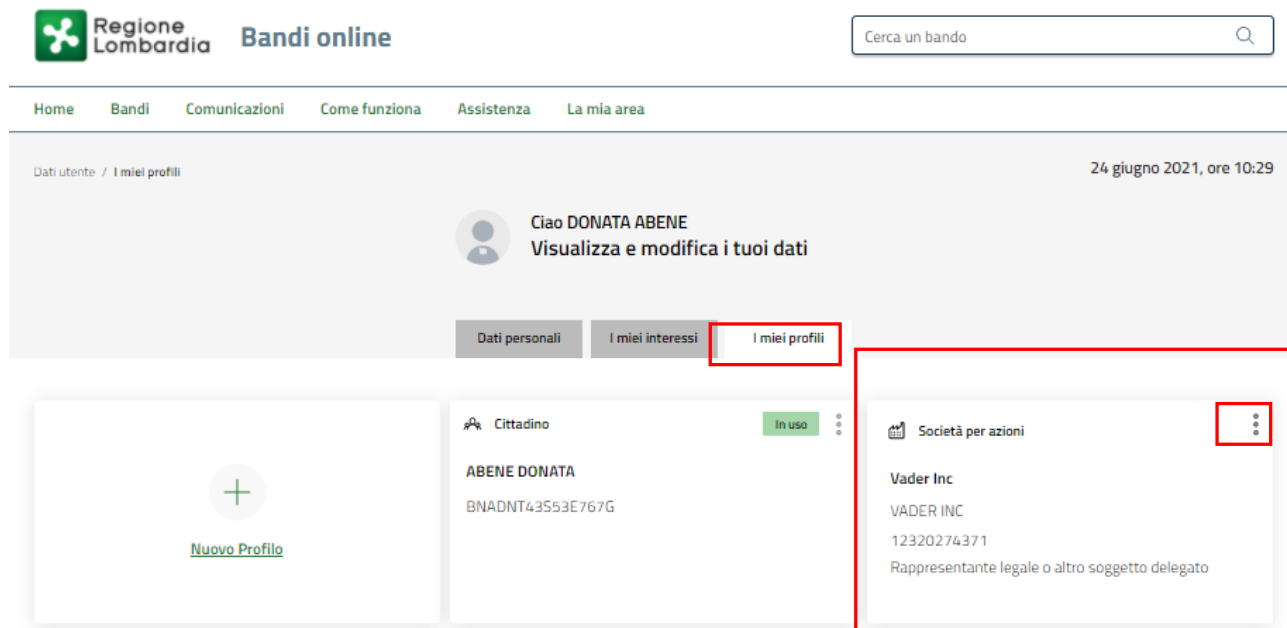 Regione
Lombardia
Bandi online
Cerca un bando
Home Bandi Comunicazioni Come funziona Assistenza La mia area
Dati utente / I miei profili
24 giugno 2021, ore 10:29
Ciao DONATA ABENE
Visualizza e modifica i tuoi dati
Dati personali I miei interessi I miei profili
Nuovo Profilo
Cittadino In uso
ABENE DONATA
BNADNT43S53E767G
Società per azioni
Vader Inc
VADER INC
12320274371
Rappresentante legale o altro soggetto delegato